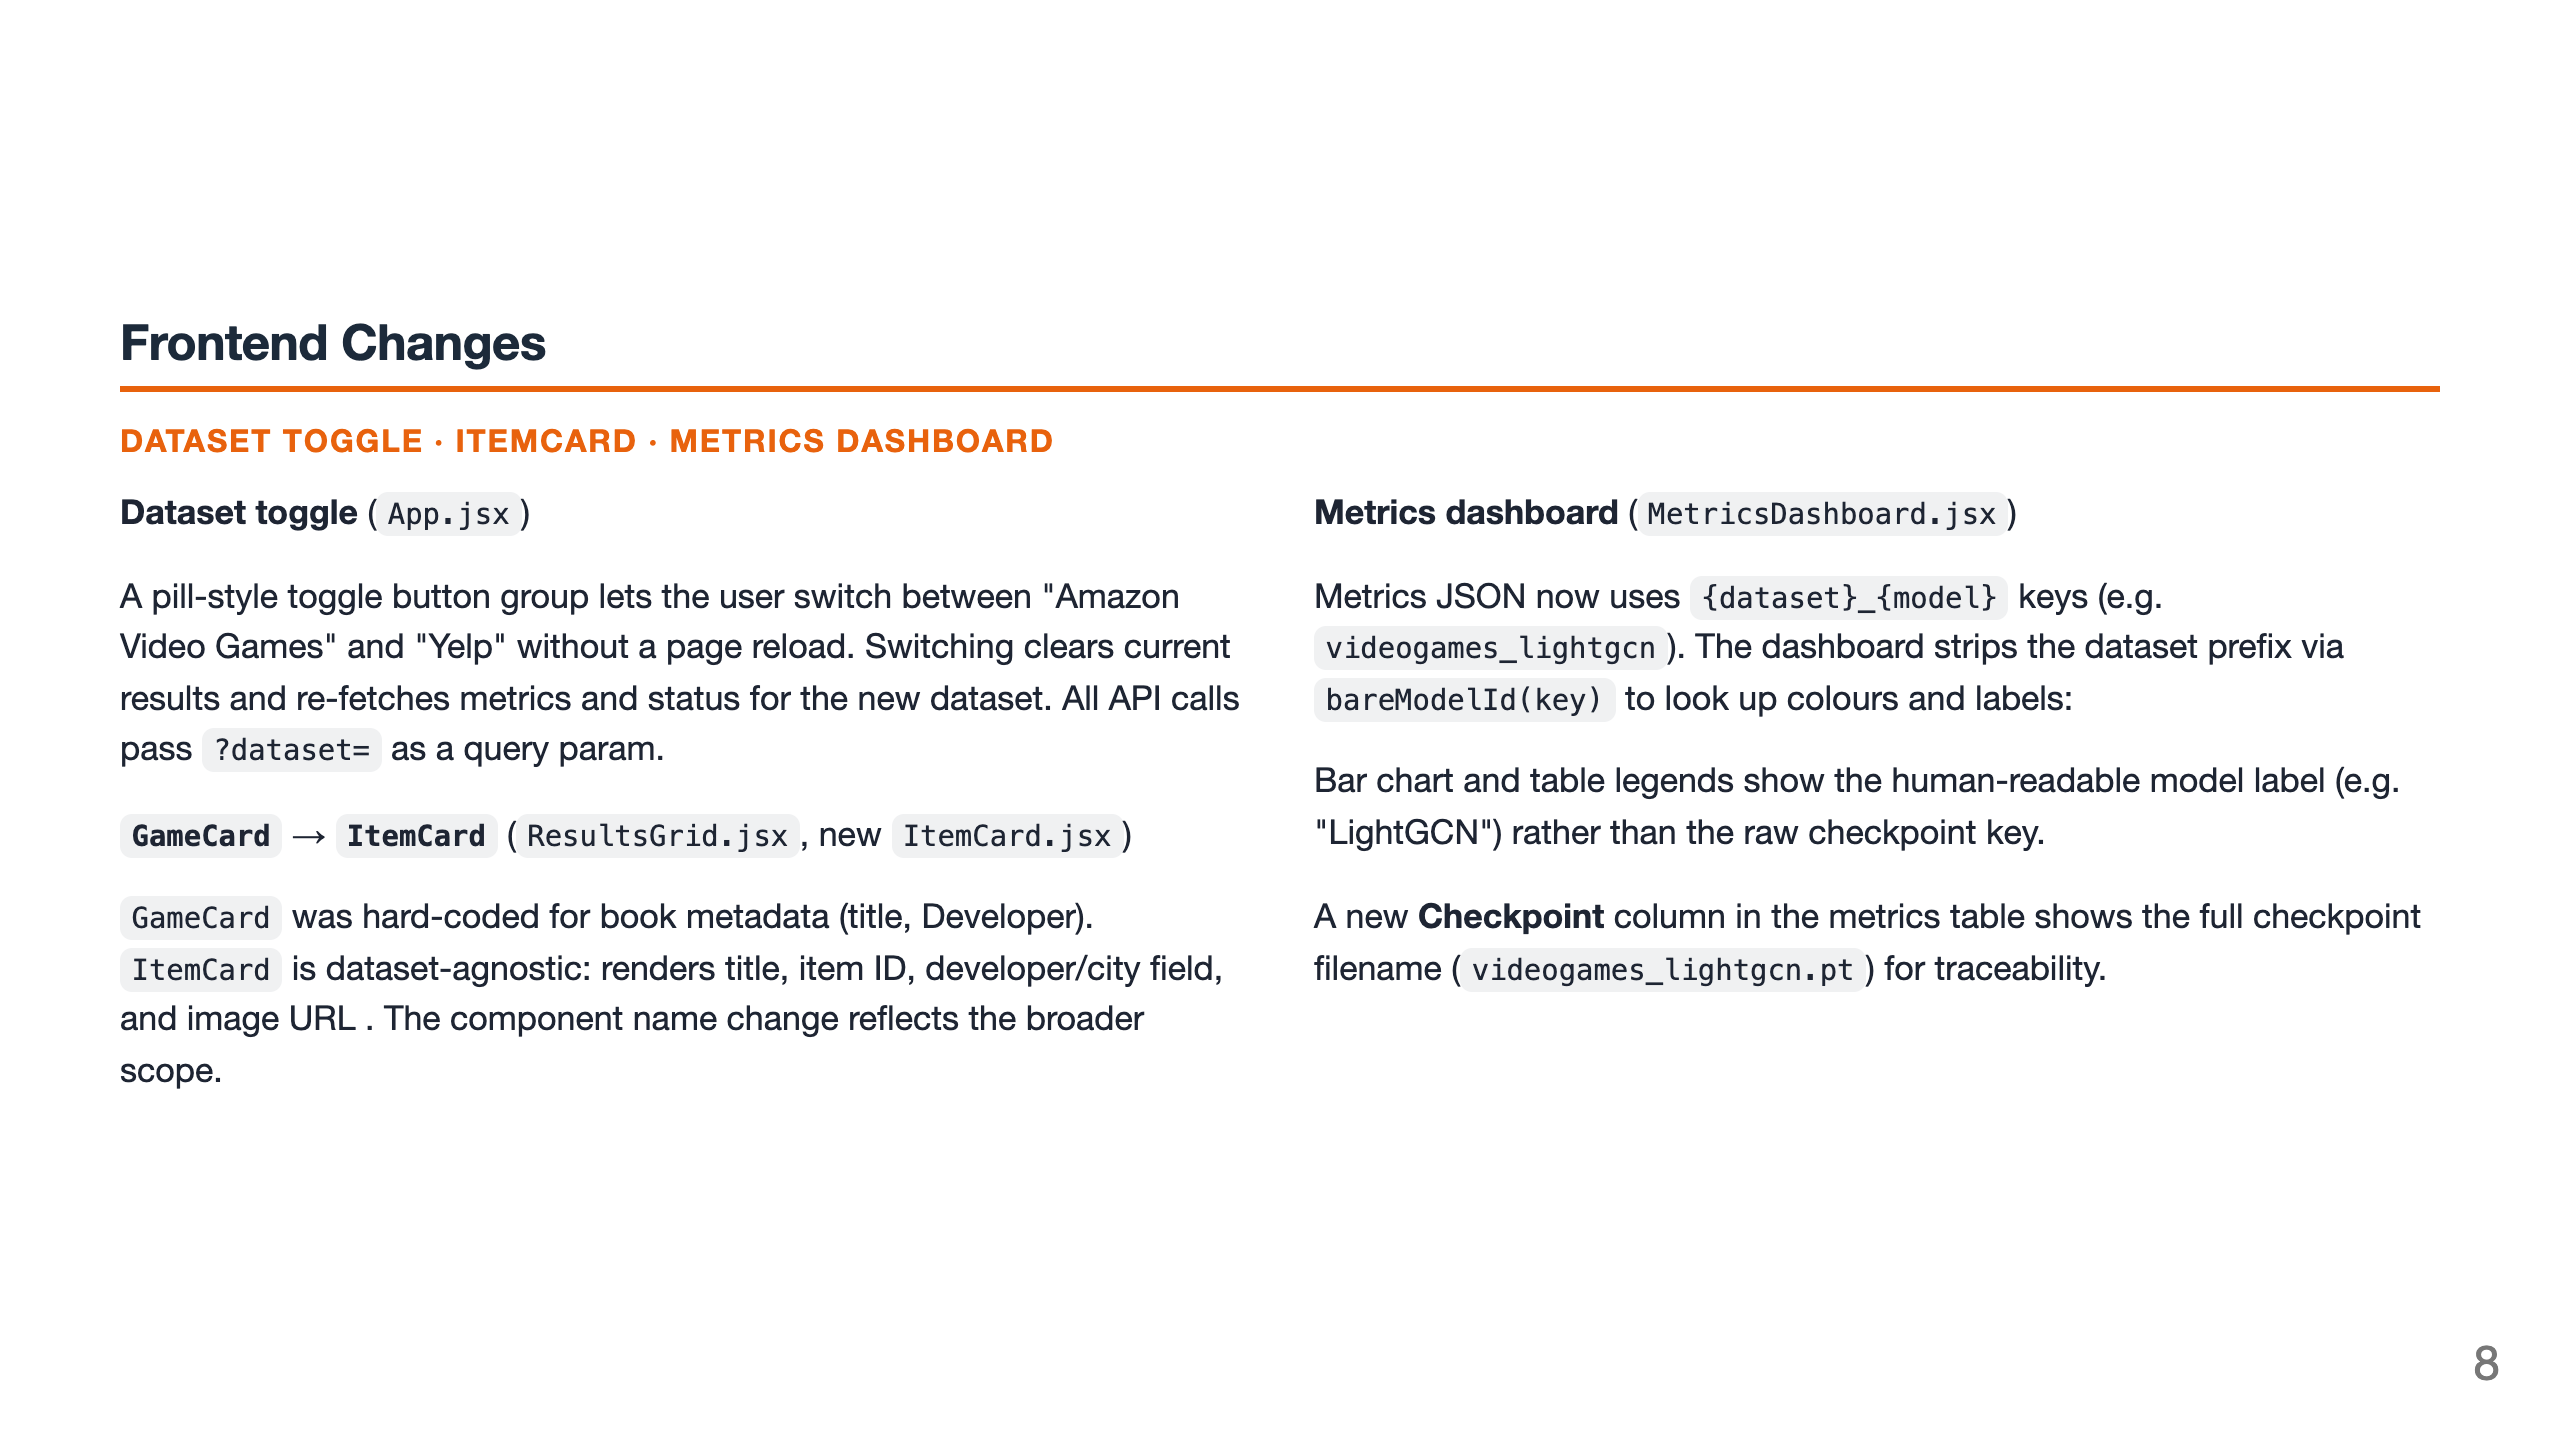 Frontend Changes
DATASET TOGGLE · ITEMCARD · METRICS DASHBOARD
Dataset toggle ( App.jsx )
A pill-style toggle button group lets the user switch between "Amazon
Video Games" and "Yelp" without a page reload. Switching clears current
results and re-fetches metrics and status for the new dataset. All API calls
pass ?dataset= as a query param.
GameCard → ItemCard ( ResultsGrid.jsx , new ItemCard.jsx )
GameCard was hard-coded for book metadata (title, Developer).
ItemCard is dataset-agnostic: renders title, item ID, developer/city field,
and image URL . The component name change reflects the broader
scope.
Metrics dashboard ( MetricsDashboard.jsx )
Metrics JSON now uses {dataset}_{model} keys (e.g.
videogames_lightgcn ). The dashboard strips the dataset prefix via
bareModelId(key) to look up colours and labels:
Bar chart and table legends show the human-readable model label (e.g.
"LightGCN") rather than the raw checkpoint key.
A new Checkpoint column in the metrics table shows the full checkpoint
filename ( videogames_lightgcn.pt ) for traceability.
8